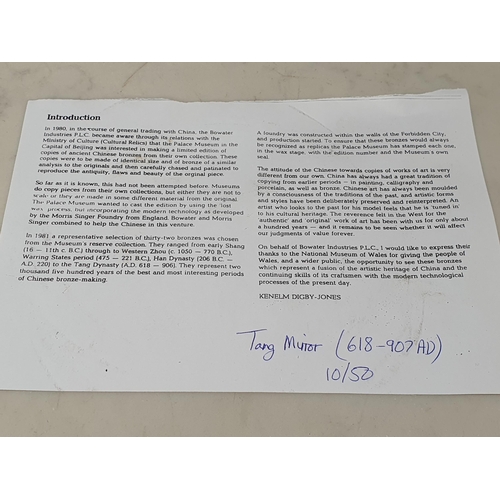 Introduction
In 1980, in the course of general trading with China, the Bowater
Industries P.L.C. became aware through its relations with the
Ministry of Culture (Cultural Relics) that the Palace Museum in the
Capital of Beijing was interested in making a limited edition of
copies of ancient Chinese bronzes from their own collection. These
copies were to be made of identical size and of bronze of a similar
analysis to the originals and then carefully chased and patinated to
reproduce the antiquity, flaws and beauty of the original piece.
So far as it is known, this had not been attempted before. Museums
do copy pieces from their own collections, but either they are not to
scale or they are made in some different material from the original.
The Palace Museum wanted to cast the edition by using the 'lost
wax' process, but incorporating the modern technology as developed
by the Morris Singer Foundry from England. Bowater and Morris
Singer combined to help the Chinese in this venture.
In 1981 a representative selection of thirty-two bronzes was chosen
from the Museum's reserve collection. They ranged from early Shang
(16 — 11th c. B.C.) through to Western Zhou (c. 1050 — 770 B.C.),
Warring States period (475 — 221 B.C.), Han Dynasty (206 B.C. —
A.D. 220) to the Tang Dynasty (A.D. 618 — 906). They represent two
thousand five hundred years of the best and most interesting periods
of Chinese bronze-making.
A foundry was constructed within the walls of the Forbidden City,
and production started. To ensure that these bronzes would always
be recognized as replicas the Palace Museum has stamped each one,
in the wax stage, with the edition number and the Museum's own
seal.
The attitude of the Chinese towards copies of works of art is very
different from our own. China has always had a great tradition of
copying from earlier periods — in painting, calligraphy and
porcelain, as well as bronze. Chinese art has always been moulded
by a consciousness of the traditions of the past, and artistic forms
and styles have been deliberately preserved and reinterpreted. An
artist who looks to the past for his model feels that he is 'tuned in'
to his cultural heritage. The reverence felt in the West for the
'authentic' and 'original' work of art has been with us for only about
a hundred years — and it remains to be seen whether it will affect
our judgments of value forever.
On behalf of Bowater Industries P.L.C., I would like to express their
thanks to the National Museum of Wales for giving the people of
Wales, and a wider public, the opportunity to see these bronzes
which represent a fusion of the artistic heritage of China and the
continuing skills of its craftsmen with the modern technological
processes of the present day.
KENELM DIGBY-JONES
Tang Mirror (618-907AD)
10/50